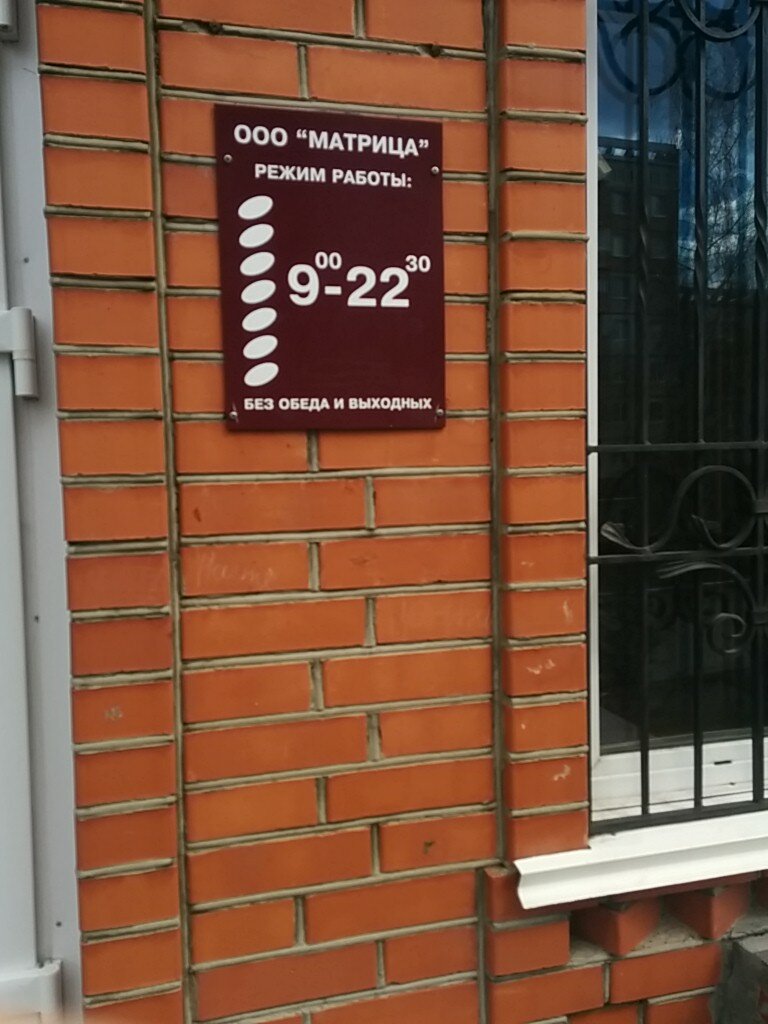 ООО “МАТРИЦА”
РЕЖИМ РАБОТЫ:
9⁰⁰-22³⁰
БЕЗ ОБЕДА И ВЫХОДНЫХ